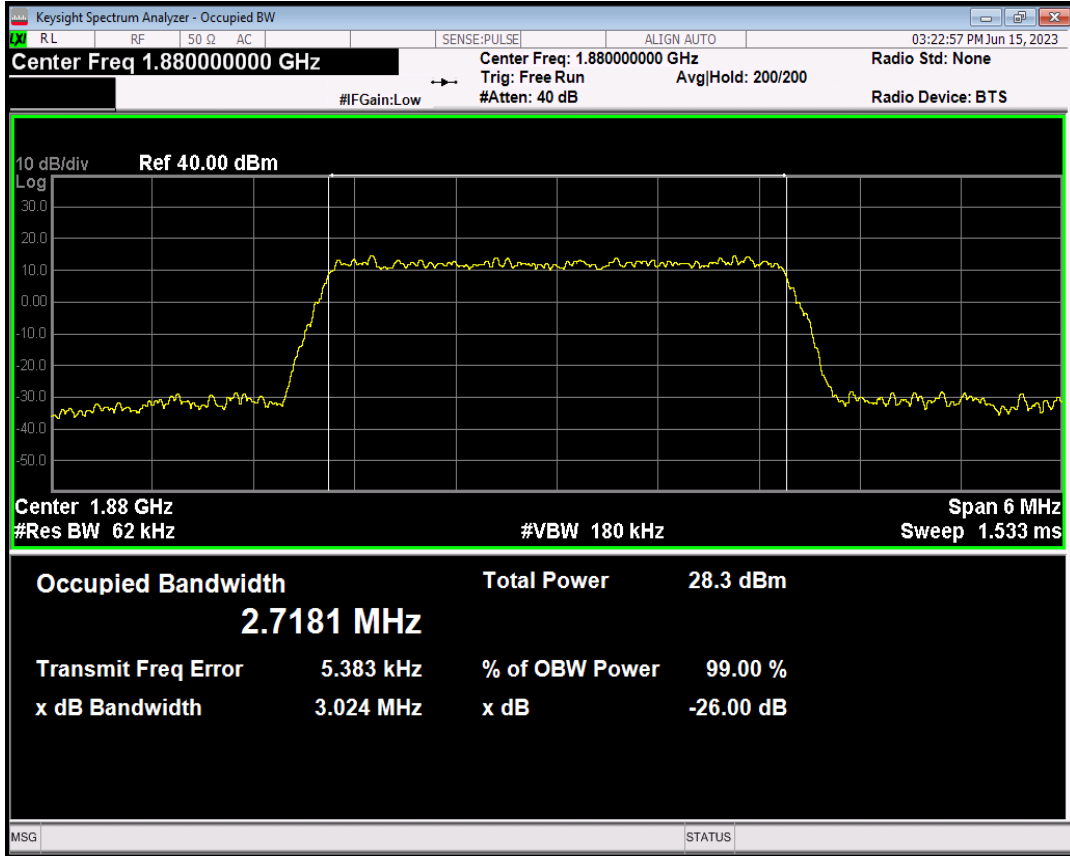 Keysight Spectrum Analyzer - Occupied BW
LXI RL RF 50 Ω AC SENSE:PULSE ALIGN AUTO 03:22:57 PM Jun 15, 2023
Center Freq 1.880000000 GHz Center Freq: 1.880000000 GHz Radio Std: None
Trig: Free Run Avg|Hold: 200/200
#IFGain:Low #Atten: 40 dB Radio Device: BTS
10 dB/div Ref 40.00 dBm
Log
30.0
20.0
10.0
0.00
-10.0
-20.0
-30.0
-40.0
-50.0
Center 1.88 GHz Span 6 MHz
#Res BW 62 kHz #VBW 180 kHz Sweep 1.533 ms
Occupied Bandwidth Total Power 28.3 dBm
2.7181 MHz
Transmit Freq Error 5.383 kHz % of OBW Power 99.00 %
x dB Bandwidth 3.024 MHz x dB -26.00 dB
MSG STATUS